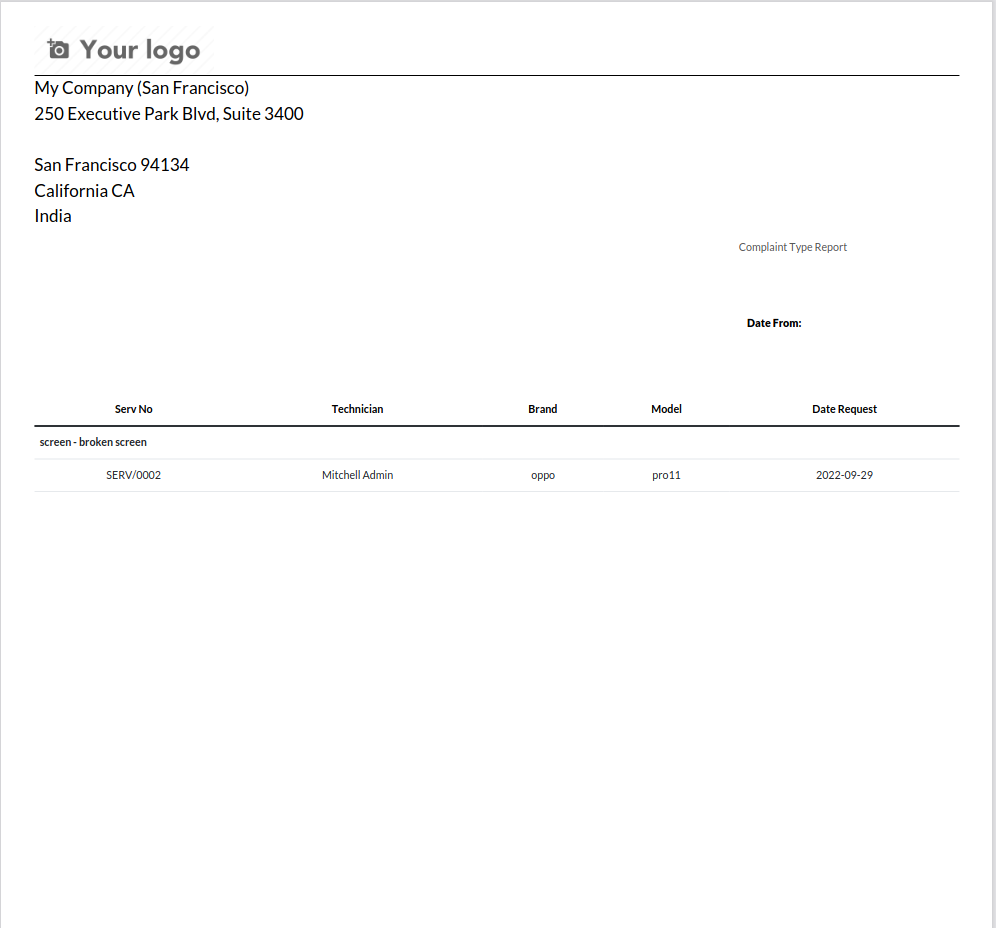 Your logo
My Company (San Francisco)
250 Executive Park Blvd, Suite 3400
San Francisco 94134
California CA
India
Complaint Type Report
Date From:
Serv No Technician Brand Model Date Request
screen - broken screen
SERV/0002 Mitchell Admin oppo pro11 2022-09-29